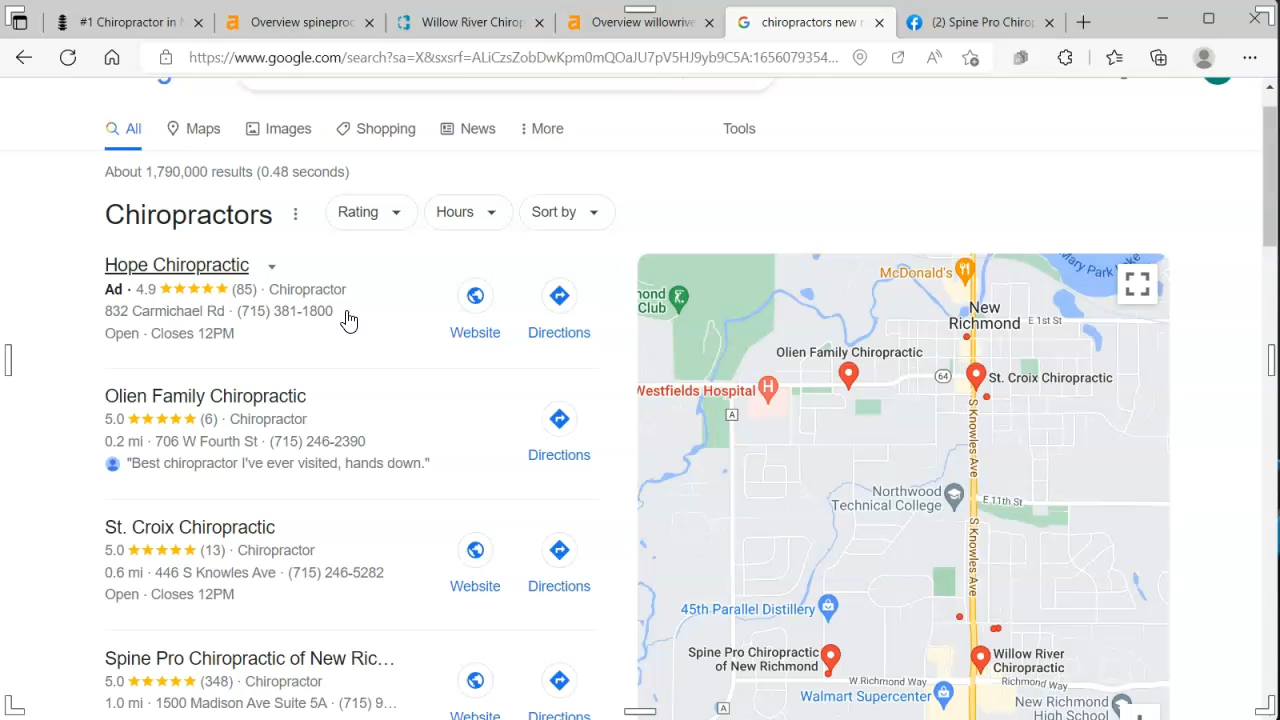 #1 Chiropractor in N
Overview spineproc
Willow River Chirop
Overview willowrive
chiropractors new r
(2) Spine Pro Chirop
https://www.google.com/search?sa=X&sxsrf=ALiCzsZobDwKpm0mQOaJU7pV5HJ9yb9C5A:1656079354...
All
Maps
Images
Shopping
News
More
Tools
About 1,790,000 results (0.48 seconds)
Chiropractors
Rating
Hours
Sort by
Hope Chiropractic
Ad · 4.9 (85) · Chiropractor
832 Carmichael Rd · (715) 381-1800
Open · Closes 12PM
Website
Directions
Olien Family Chiropractic
5.0 (6) · Chiropractor
0.2 mi · 706 W Fourth St · (715) 246-2390
"Best chiropractor I've ever visited, hands down."
Directions
St. Croix Chiropractic
5.0 (13) · Chiropractor
0.6 mi · 446 S Knowles Ave · (715) 246-5282
Open · Closes 12PM
Website
Directions
Spine Pro Chiropractic of New Ric...
5.0 (348) · Chiropractor
1.0 mi · 1500 Madison Ave Suite 5A · (715) 9...
Website
Directions
McDonald's
Mary Park Lake
mond
Club
New
Richmond
E 1st St
Olien Family Chiropractic
64
St. Croix Chiropractic
Westfields Hospital
H
A
S Knowles Ave
Northwood
Technical College
E 11th St
S Knowles Ave
45th Parallel Distillery
Spine Pro Chiropractic
of New Richmond
Willow River
Chiropractic
W Richmond Way
Richmond Way
Walmart Supercenter
A
New Richmond
High School